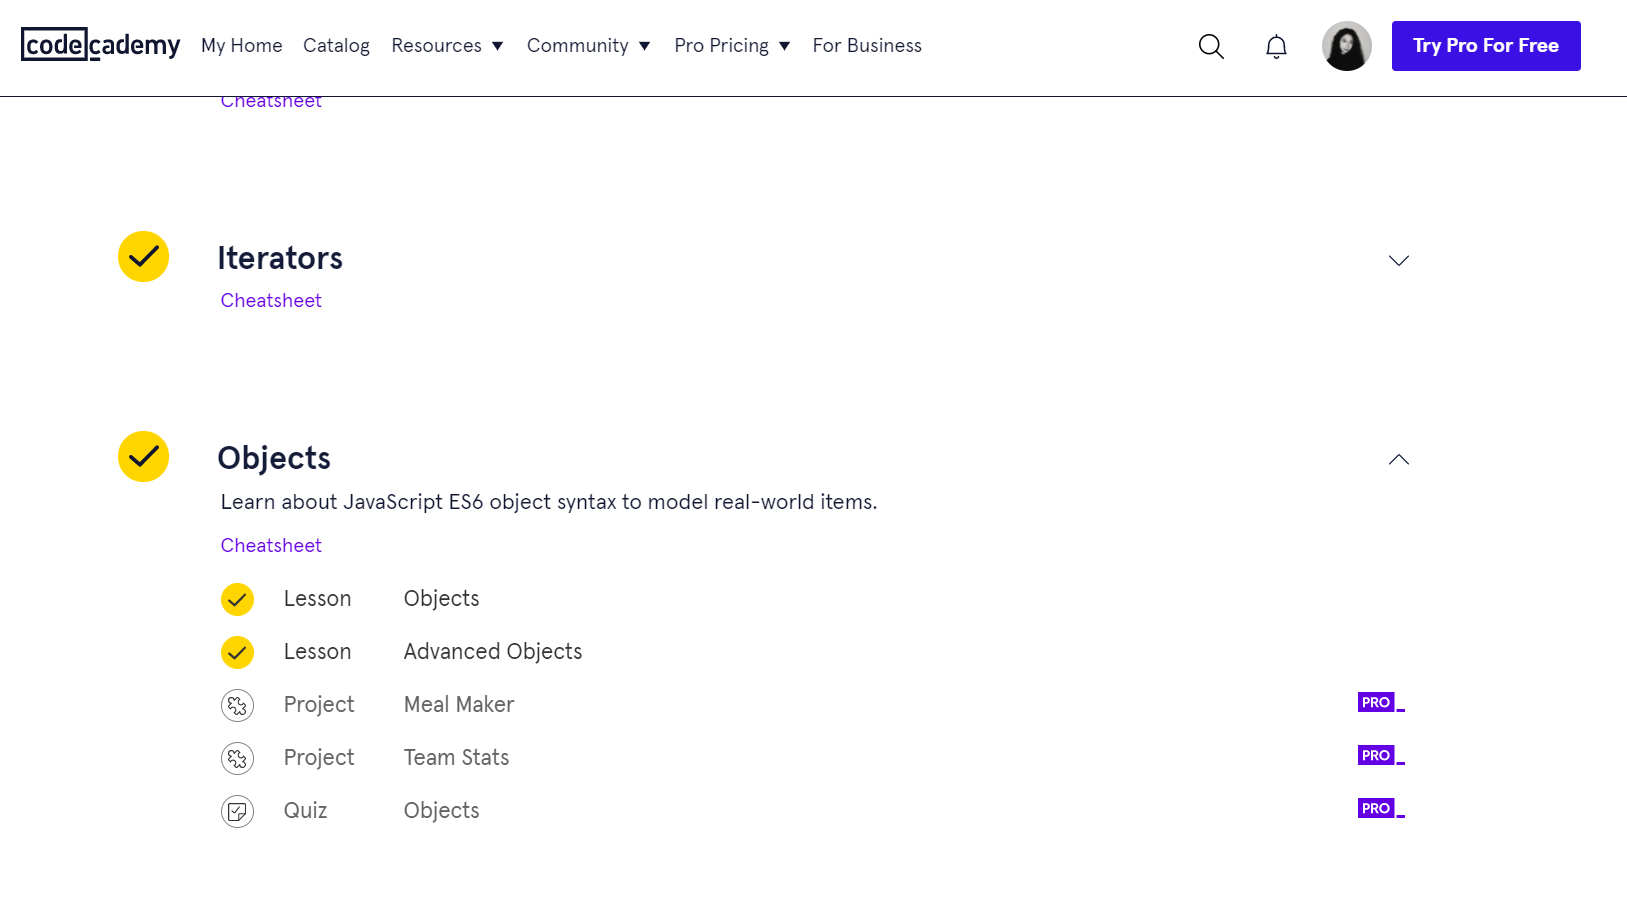 codecademy My Home Catalog Resources Community Pro Pricing For Business Try Pro For Free
Cheatsheet
Iterators
Cheatsheet
Objects
Learn about JavaScript ES6 object syntax to model real-world items.
Cheatsheet
Lesson Objects
Lesson Advanced Objects
Project Meal Maker PRO
Project Team Stats PRO
Quiz Objects PRO